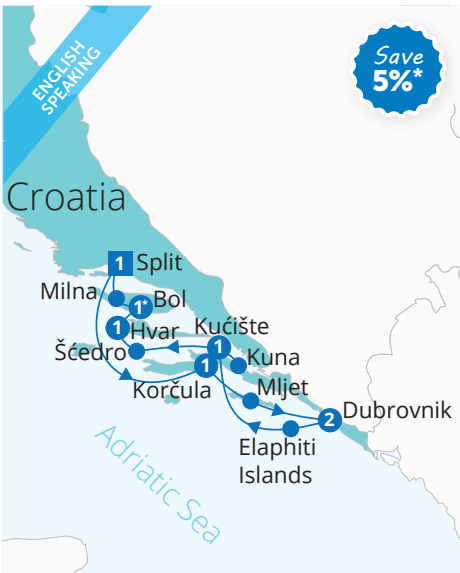 ENGLISH
SPEAKING
Save
5%*
Croatia
1 Split
Milna
1* Bol
1 Hvar
Kućište
1
Šćedro
Kuna
1
Korčula
Mljet
2 Dubrovnik
Elaphiti
Islands
Adriatic Sea